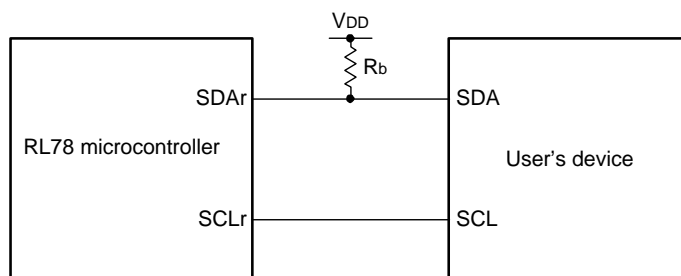 VDD
Rb
SDAr
SDA
RL78 microcontroller
User's device
SCLr
SCL